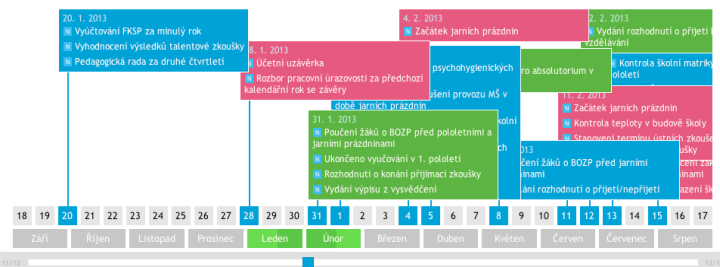 20. 1. 2013
N Vyúčtování FKSP za minulý rok
N Vyhodnocení výsledků talentové zkoušky
N Pedagogická rada za druhé čtvrtletí
8. 1. 2013
Účetní uzávěrka
N Rozbor pracovní úrazovosti za předchozí
kalendářní rok se závěry
31. 1. 2013
N Poučení žáků o BOZP před pololetními a
jarními prázdninami
N Ukončeno vyučování v 1. pololetí
N Rozhodnutí o konání přijímací zkoušky
N Vydání výpisu z vysvědčení
psychohygienických
provozu MŠ v
době jarních prázdnin
4. 2. 2013
N Začátek jarních prázdnin
ro absolutorium v
2. 2013
Vydání rozhodnutí o přijetí k
vzdělávání
N Kontrola školní matriky
pololetí
11. 2. 2013
N Začátek jarních prázdnin
N Kontrola teploty v budově školy
N Stanovení termínu ústních
2013
žáků o BOZP před jarními
rozhodnutí o přijetí/nepřijetí
18 19 20 21 22 23 24 25 26 27 28 29 30 31 1 2 3 4 5 6 7 8 9 10 11 12 13 14 15 16 17
Září Říjen Listopad Prosinec Leden Únor Březen Duben Květen Červen Červenec Srpen
11/12